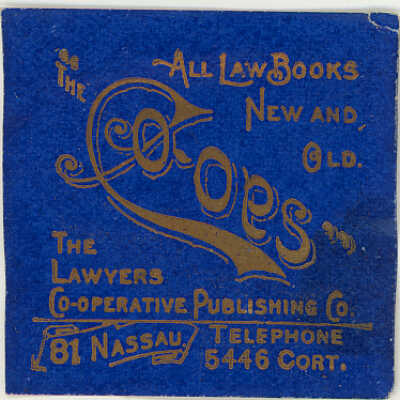 "The Co-ops"
All Law Books
New and
Old.
The
Lawyers
Co-operative Publishing Co.
81 Nassau. Telephone
5446 Cort.